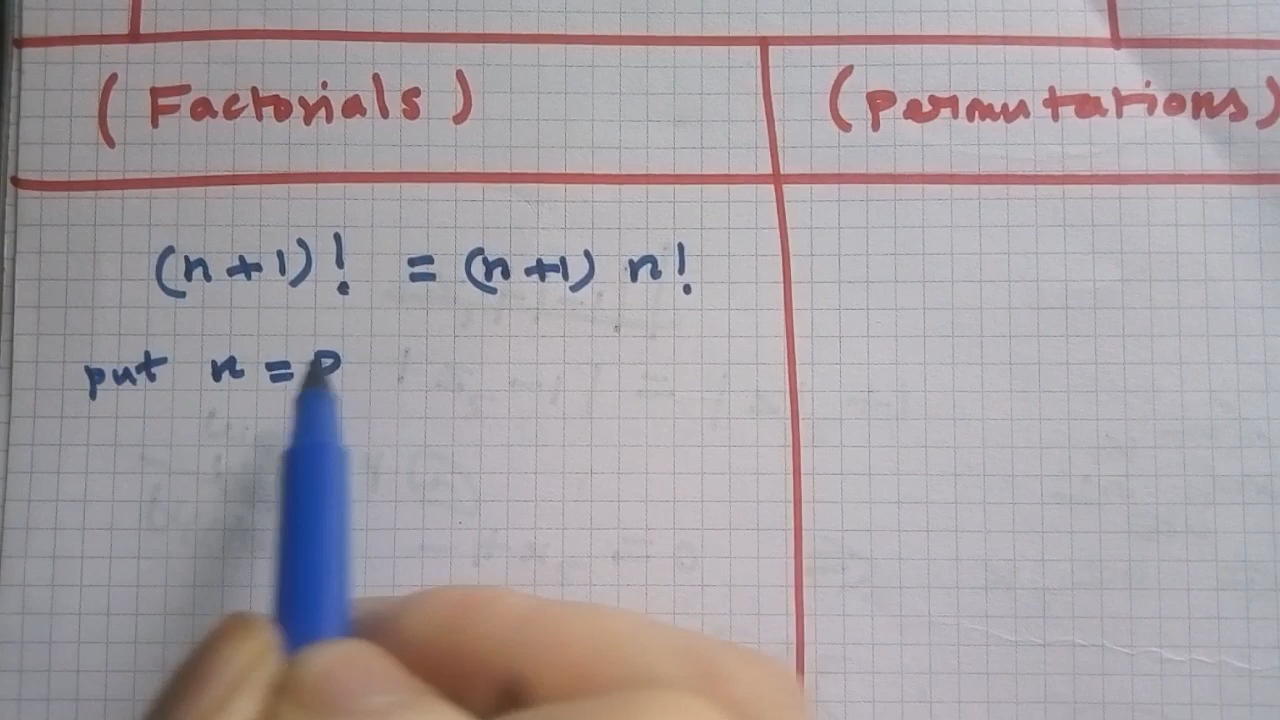 (Factorials)
(Permutations)
(n+1)! = (n+1) n!
put n =